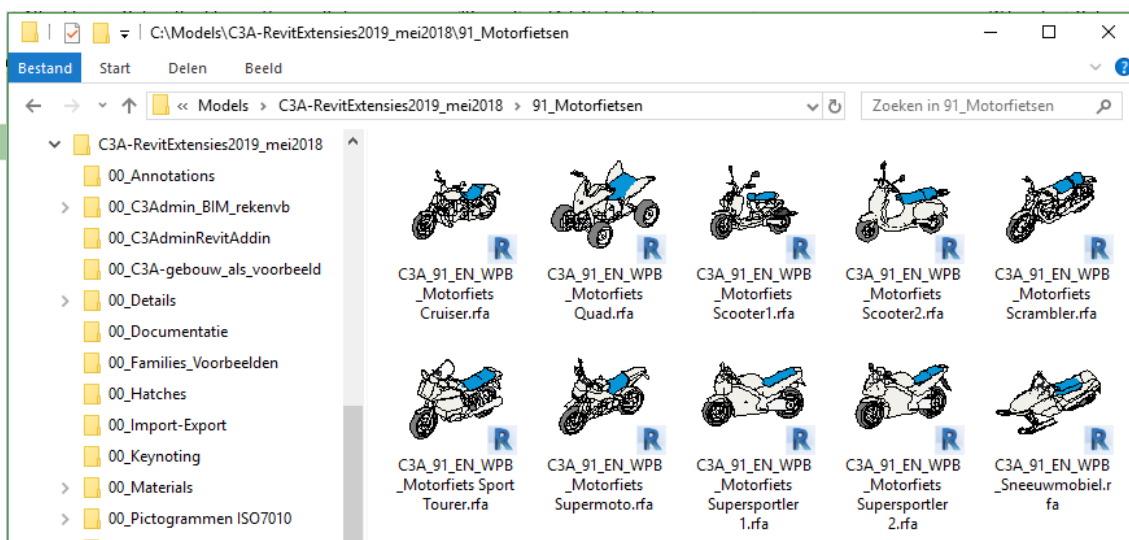 C:\Models\C3A-RevitExtensies2019_mei2018\91_Motorfietsen
Bestand Start Delen Beeld
« Models > C3A-RevitExtensies2019_mei2018 > 91_Motorfietsen
Zoeken in 91_Motorfietsen
C3A-RevitExtensies2019_mei2018
00_Annotations
00_C3Admin_BIM_rekenvb
00_C3AdminRevitAddin
00_C3A-gebouw_als_voorbeeld
00_Details
00_Documentatie
00_Families_Voorbeelden
00_Hatches
00_Import-Export
00_Keynoting
00_Materials
00_Pictogrammen ISO7010
C3A_91_EN_WPB
_Motorfiets
Cruiser.rfa
C3A_91_EN_WPB
_Motorfiets
Quad.rfa
C3A_91_EN_WPB
_Motorfiets
Scooter1.rfa
C3A_91_EN_WPB
_Motorfiets
Scooter2.rfa
C3A_91_EN_WPB
_Motorfiets
Scrambler.rfa
C3A_91_EN_WPB
_Motorfiets Sport
Tourer.rfa
C3A_91_EN_WPB
_Motorfiets
Supermoto.rfa
C3A_91_EN_WPB
_Motorfiets
Supersportler
1.rfa
C3A_91_EN_WPB
_Motorfiets
Supersportler
2.rfa
C3A_91_EN_WPB
_Sneeuwmobiel.r
fa